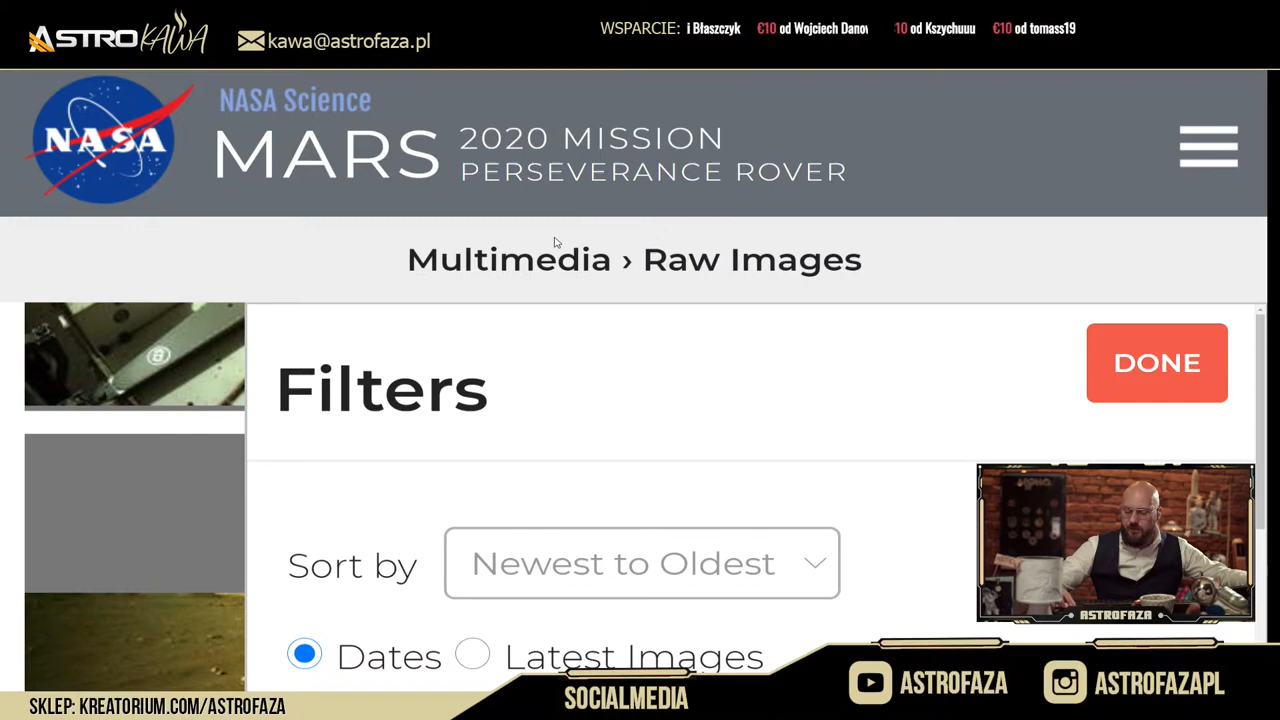 ASTROKAWA
kawa@astrofaza.pl
WSPARCIE: i Błaszczyk €10 od Wojciech Danow 10 od Kszychuuu €10 od tomass19
NASA
NASA Science
MARS
2020 MISSION
PERSEVERANCE ROVER
Multimedia › Raw Images
Filters
DONE
Sort by
Newest to Oldest
Dates
Latest Images
ASTROFAZA
SKLEP: KREATORIUM.COM/ASTROFAZA
SOCIALMEDIA
ASTROFAZA
ASTROFAZAPL